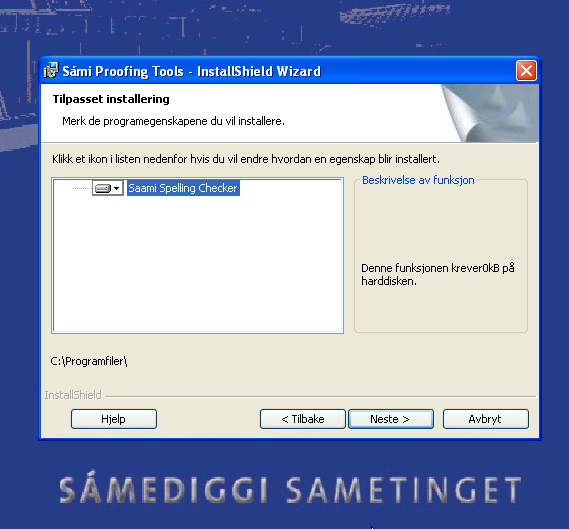 Sámi Proofing Tools - InstallShield Wizard
Tilpasset installering
Merk de programegenskapene du vil installere.
Klikk et ikon i listen nedenfor hvis du vil endre hvordan en egenskap blir installert.
Saami Spelling Checker
Beskrivelse av funksjon
Denne funksjonen krever0kB på
harddisken.
C:\Programfiler\
InstallShield
Hjelp
< Tilbake
Neste >
Avbryt
SÁMEDIGGI SAMETINGET